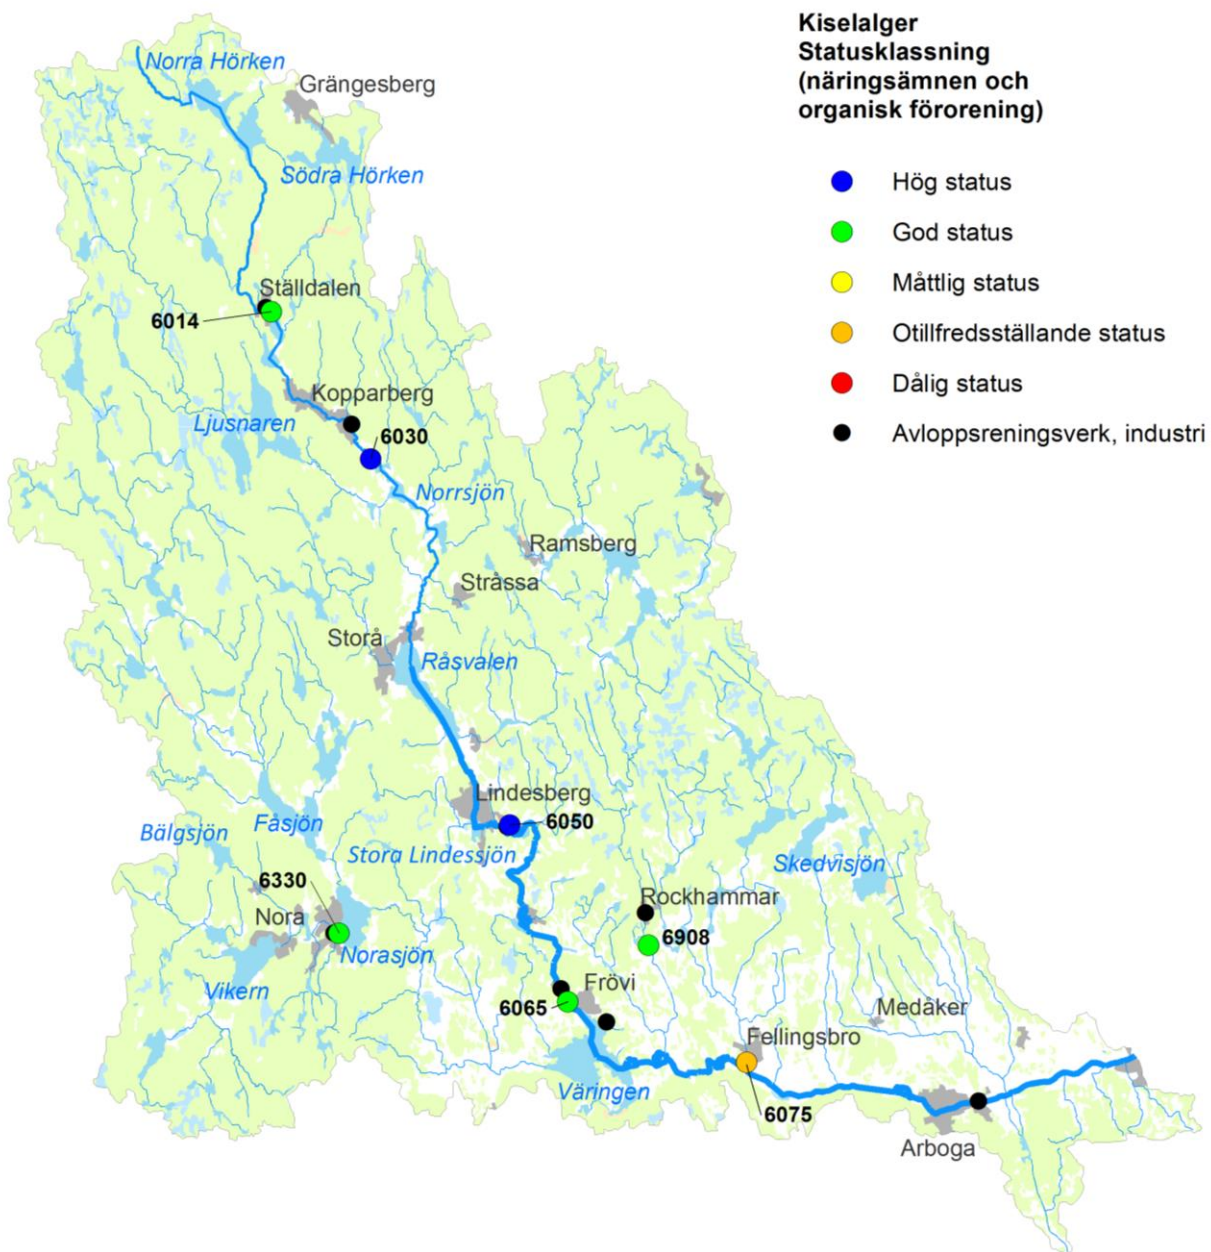 Kiselalger
Statusklassning
(näringsämnen och
organisk förorening)
Hög status
God status
Måttlig status
Otillfredsställande status
Dålig status
Avloppsreningsverk, industri
Norra Hörken
Grängesberg
Södra Hörken
Ställdalen
6014
Kopparberg
Ljusnaren
6030
Norrsjön
Ramsberg
Stråssa
Storå
Råsvalen
Lindesberg
6050
Bälgsjön
Fåsjön
Stora Lindessjön
Skedvisjön
6330
Rockhammar
Nora
6908
Norasjön
Vikern
Frövi
6065
Medåker
Fellingsbro
Väringen
6075
Arboga